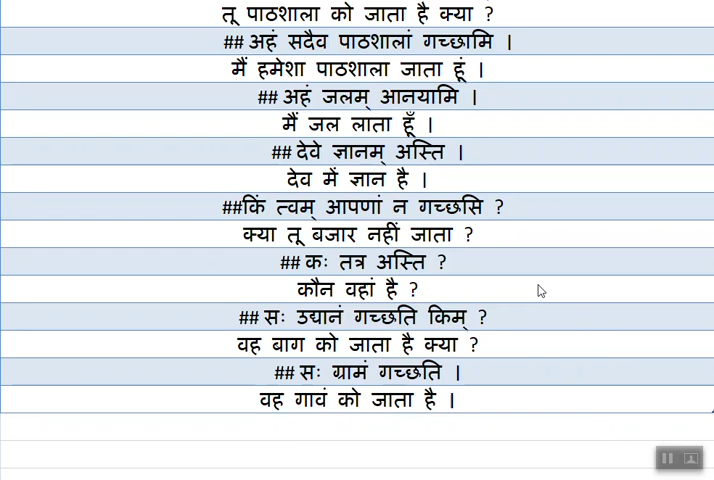 तू पाठशाला को जाता है क्या ?
## अहं सदैव पाठशालां गच्छामि ।
मैं हमेशा पाठशाला जाता हूं ।
## अहं जलम् आनयामि ।
मैं जल लाता हूँ ।
## देवे ज्ञानम् अस्ति ।
देव में ज्ञान है ।
##किं त्वम् आपणां न गच्छसि ?
क्या तू बजार नहीं जाता ?
## कः तत्र अस्ति ?
कौन वहां है ?
## सः उद्यानं गच्छति किम् ?
वह बाग को जाता है क्या ?
## सः ग्रामं गच्छति ।
वह गावं को जाता है ।